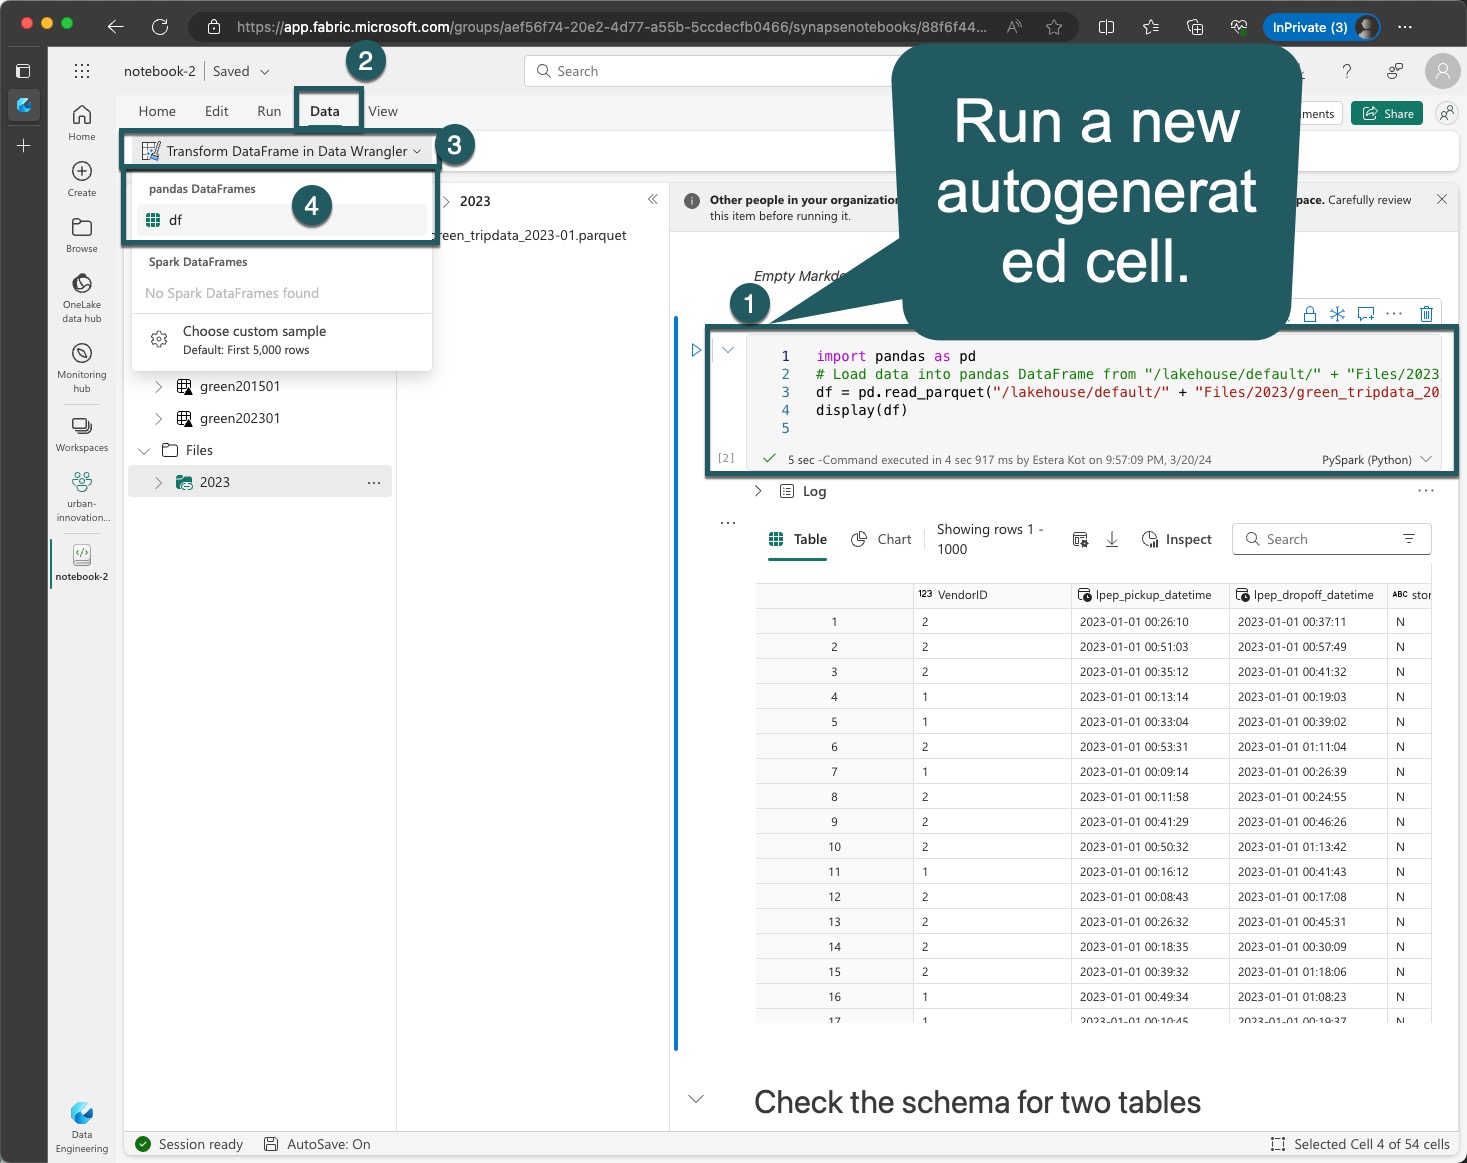 https://app.fabric.microsoft.com/groups/aef56f74-20e2-4d77-a55b-5ccdecfb0466/synapsenotebooks/88f6f44...
InPrivate (3)
notebook-2
Saved
2
Search
Run a new
autogenerat
ed cell.
Home
Edit
Run
Data
View
ments
Share
Transform DataFrame in Data Wrangler
3
pandas DataFrames
df
4
Spark DataFrames
No Spark DataFrames found
Choose custom sample
Default: First 5,000 rows
green201501
green202301
Files
2023
Home
Create
Browse
OneLake
data hub
Monitoring
hub
Workspaces
urban-
innovation...
notebook-2
Data
Engineering
2023
green_tripdata_2023-01.parquet
Other people in your organization
pace. Carefully review
this item before running it.
Empty Markdo
1
1 import pandas as pd
2 # Load data into pandas DataFrame from "/lakehouse/default/" + "Files/2023
3 df = pd.read_parquet("/lakehouse/default/" + "Files/2023/green_tripdata_20
4 display(df)
5
[2] 5 sec -Command executed in 4 sec 917 ms by Estera Kot on 9:57:09 PM, 3/20/24 PySpark (Python)
Log
Table
Chart
Showing rows 1 -
1000
Inspect
Search
123 VendorID lpep_pickup_datetime lpep_dropoff_datetime ABC stor
1 2 2023-01-01 00:26:10 2023-01-01 00:37:11 N
2 2 2023-01-01 00:51:03 2023-01-01 00:57:49 N
3 2 2023-01-01 00:35:12 2023-01-01 00:41:32 N
4 1 2023-01-01 00:13:14 2023-01-01 00:19:03 N
5 1 2023-01-01 00:33:04 2023-01-01 00:39:02 N
6 2 2023-01-01 00:53:31 2023-01-01 01:11:04 N
7 1 2023-01-01 00:09:14 2023-01-01 00:26:39 N
8 2 2023-01-01 00:11:58 2023-01-01 00:24:55 N
9 2 2023-01-01 00:41:29 2023-01-01 00:46:26 N
10 2 2023-01-01 00:50:32 2023-01-01 01:13:42 N
11 1 2023-01-01 00:16:12 2023-01-01 00:41:43 N
12 2 2023-01-01 00:08:43 2023-01-01 00:17:08 N
13 2 2023-01-01 00:26:32 2023-01-01 00:45:31 N
14 2 2023-01-01 00:18:35 2023-01-01 00:30:09 N
15 2 2023-01-01 00:39:32 2023-01-01 01:18:06 N
16 1 2023-01-01 00:49:34 2023-01-01 01:08:23 N
17 1 2023-01-01 00:10:45 2023-01-01 00:19:37 N
Check the schema for two tables
Session ready
AutoSave: On
Selected Cell 4 of 54 cells